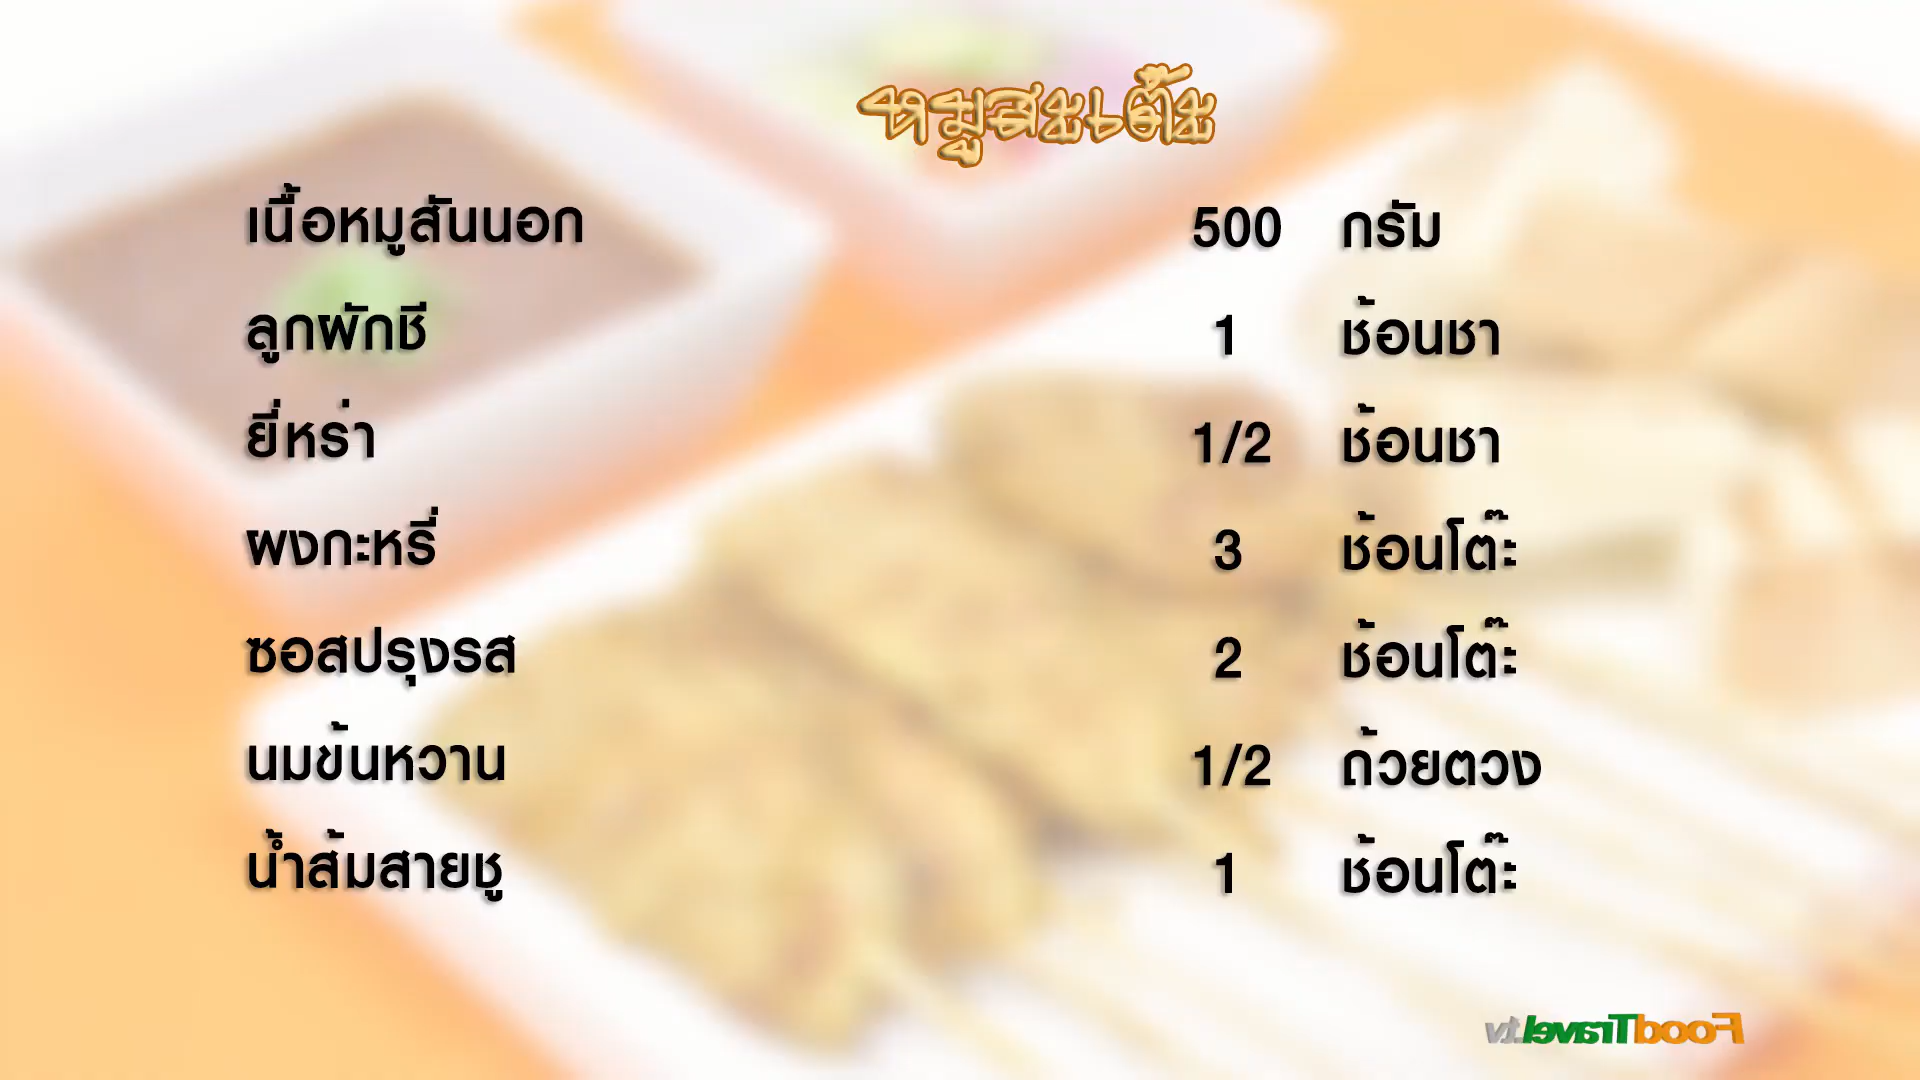 หมูสะเต๊ะ
เนื้อหมูสันนอก 500 กรัม
ลูกผักชี 1 ช้อนชา
ยี่หร่า 1/2 ช้อนชา
ผงกะหรี่ 3 ช้อนโต๊ะ
ซอสปรุงรส 2 ช้อนโต๊ะ
นมข้นหวาน 1/2 ถ้วยตวง
น้ำส้มสายชู 1 ช้อนโต๊ะ
FoodTravel.tv